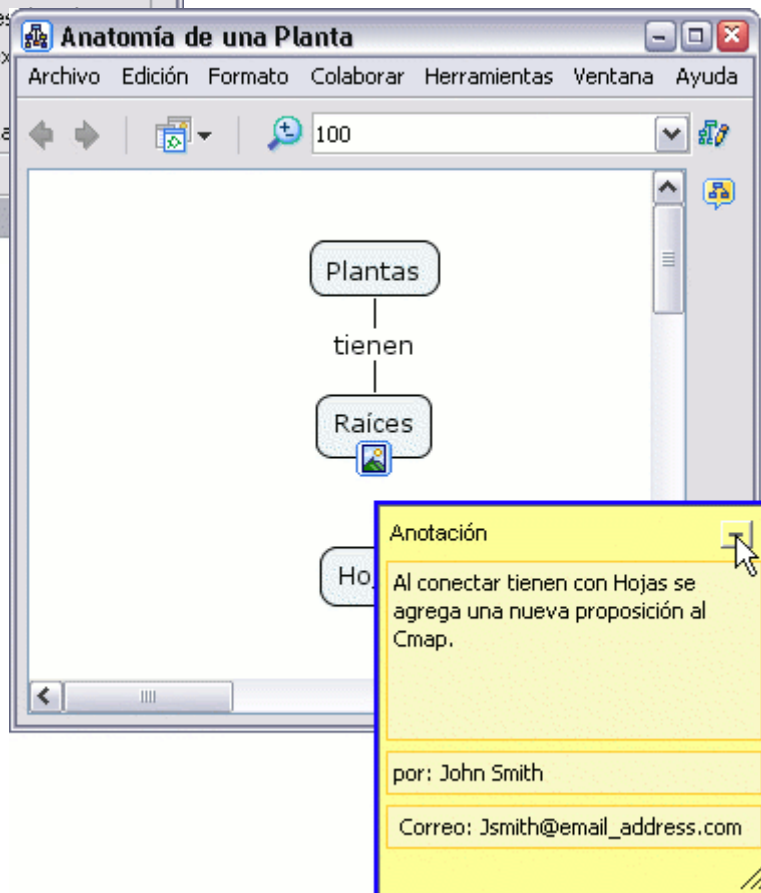 Anatomía de una Planta
Archivo Edición Formato Colaborar Herramientas Ventana Ayuda
100
Plantas
tienen
Raíces
Anotación
Al conectar tienen con Hojas se
agrega una nueva proposición al
Cmap.
por: John Smith
Correo: Jsmith@email_address.com